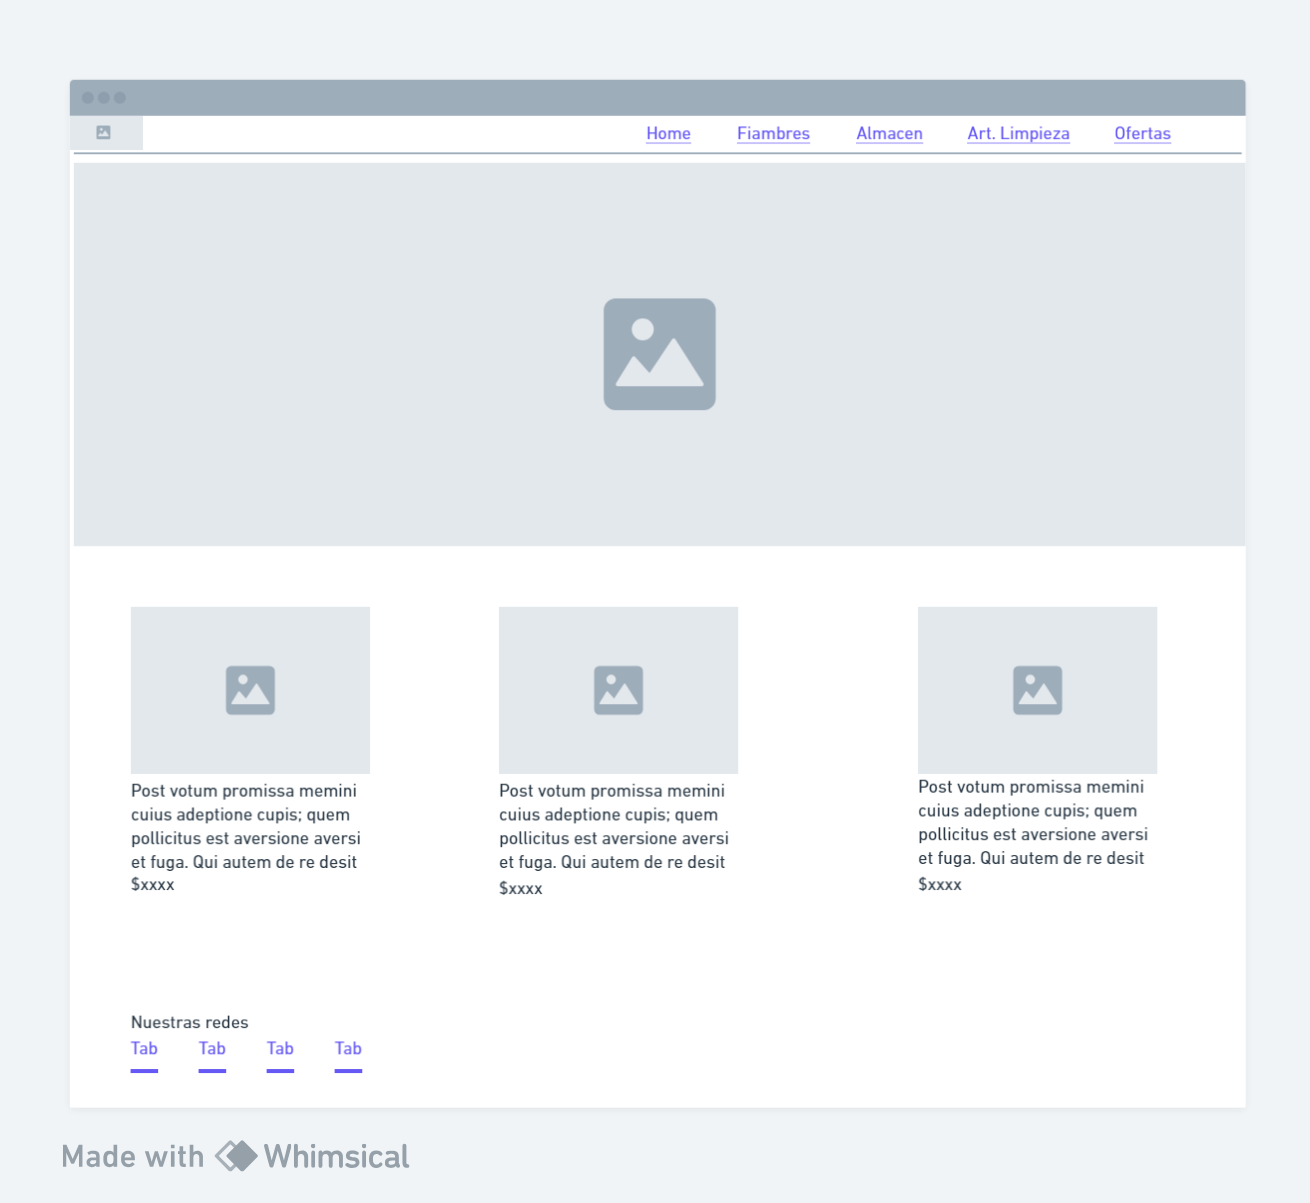 Home Fiambres Almacen Art. Limpieza Ofertas
Post votum promissa memini
cuius adeptione cupis; quem
pollicitus est aversione aversi
et fuga. Qui autem de re desit
$xxxx
Post votum promissa memini
cuius adeptione cupis; quem
pollicitus est aversione aversi
et fuga. Qui autem de re desit
$xxxx
Post votum promissa memini
cuius adeptione cupis; quem
pollicitus est aversione aversi
et fuga. Qui autem de re desit
$xxxx
Nuestras redes
Tab Tab Tab Tab
Made with Whimsical